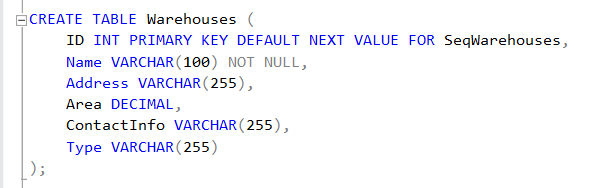 CREATE TABLE Warehouses (
    ID INT PRIMARY KEY DEFAULT NEXT VALUE FOR SeqWarehouses,
    Name VARCHAR(100) NOT NULL,
    Address VARCHAR(255),
    Area DECIMAL,
    ContactInfo VARCHAR(255),
    Type VARCHAR(255)
);